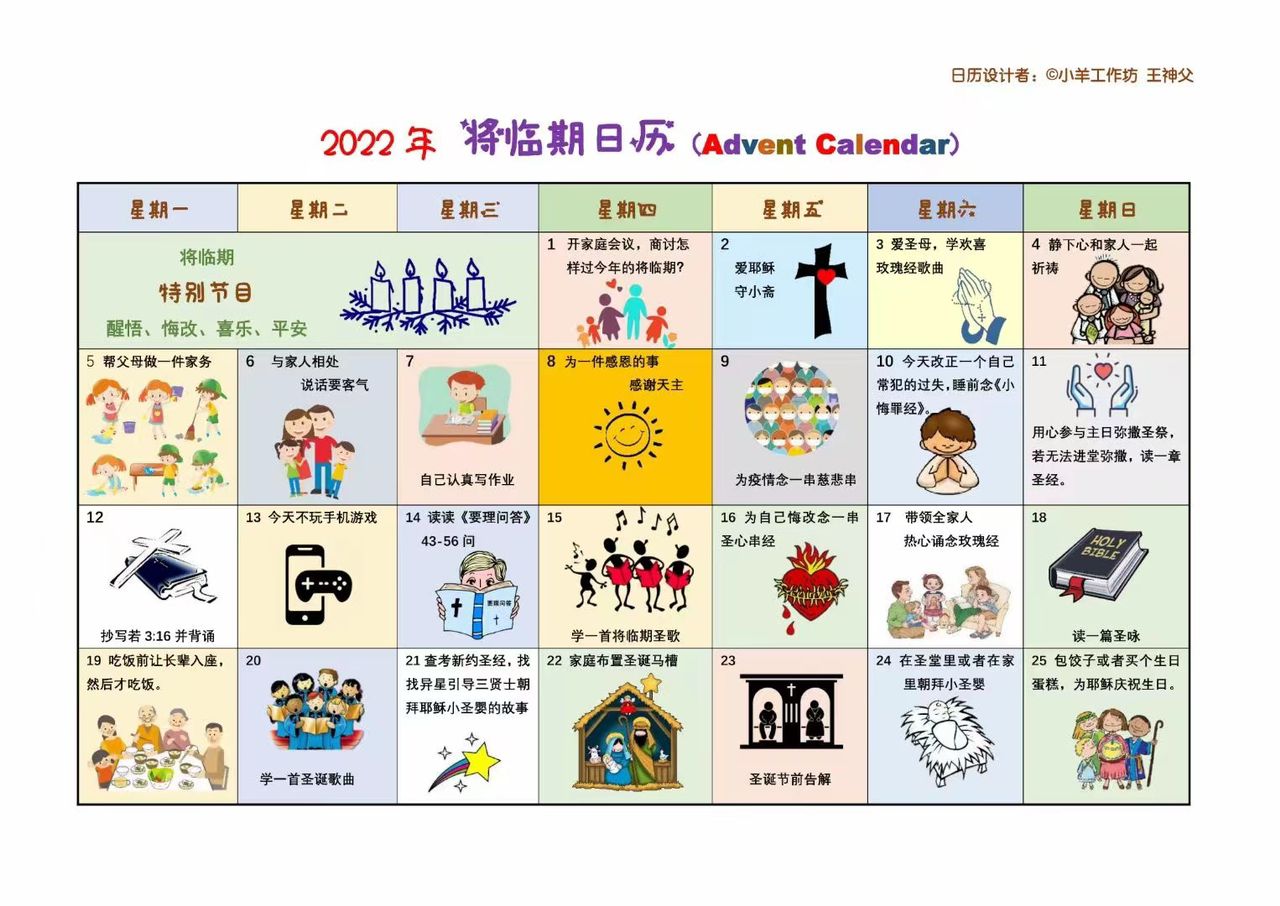 日历设计者：©小羊工作坊 王神父
2022年 将临期日历（Advent Calendar）
星期一 星期二 星期三 星期四 星期五 星期六 星期日
将临期
特别节目
醒悟、悔改、喜乐、平安
1 开家庭会议，商讨怎
样过今年的将临期？
2
爱耶稣
守小斋
3 爱圣母，学欢喜
玫瑰经歌曲
4 静下心和家人一起
祈祷
5 帮父母做一件家务
6 与家人相处
说话要客气
7
自己认真写作业
8 为一件感恩的事
感谢天主
9
为疫情念一串慈悲串
10 今天改正一个自己
常犯的过失，睡前念《小
悔罪经》。
11
用心参与主日弥撒圣祭，
若无法进堂弥撒，读一章
圣经。
12
抄写若 3:16 并背诵
13 今天不玩手机游戏
14 读读《要理问答》
43-56 问
要理问答
15
学一首将临期圣歌
16 为自己悔改念一串
圣心串经
17 带领全家人
热心诵念玫瑰经
18
HOLY
BIBLE
读一篇圣咏
19 吃饭前让长辈入座，
然后才吃饭。
20
学一首圣诞歌曲
21 查考新约圣经，找
找异星引导三贤士朝
拜耶稣小圣婴的故事
22 家庭布置圣诞马槽
23
圣诞节前告解
24 在圣堂里或者在家
里朝拜小圣婴
25 包饺子或者买个生日
蛋糕，为耶稣庆祝生日。